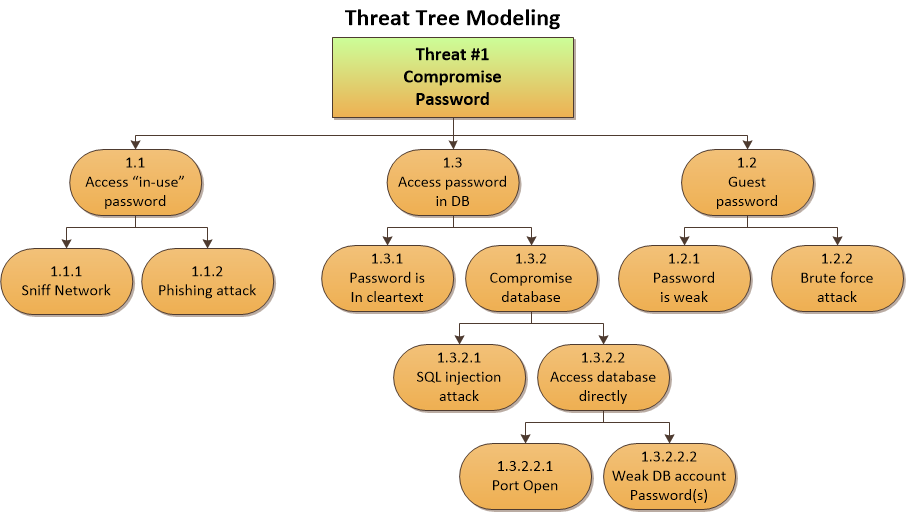 Threat Tree Modeling
Threat #1
Compromise
Password
1.1
Access “in-use”
password
1.3
Access password
in DB
1.2
Guest
password
1.1.1
Sniff Network
1.1.2
Phishing attack
1.3.1
Password is
In cleartext
1.3.2
Compromise
database
1.2.1
Password
is weak
1.2.2
Brute force
attack
1.3.2.1
SQL injection
attack
1.3.2.2
Access database
directly
1.3.2.2.1
Port Open
1.3.2.2.2
Weak DB account
Password(s)